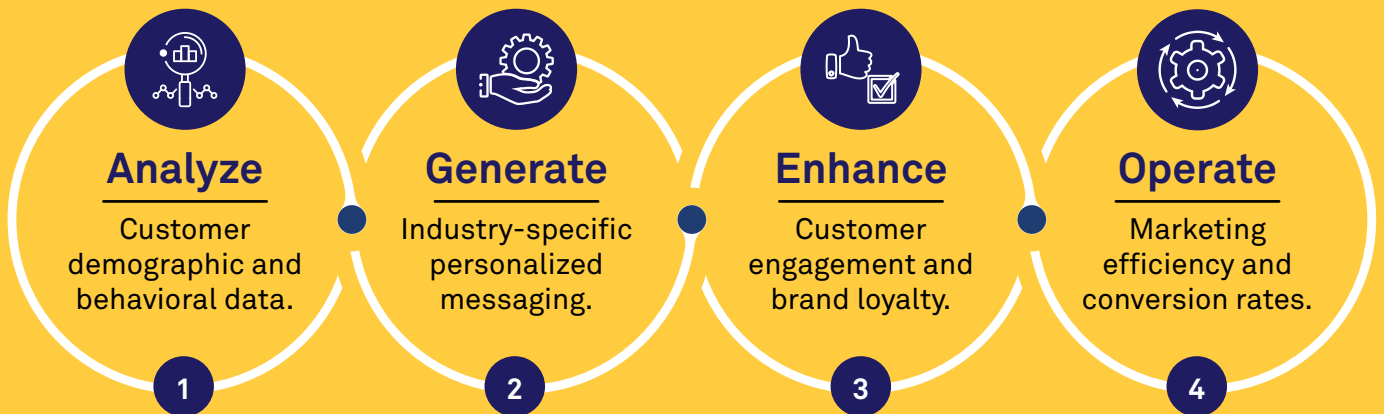 Analyze
Customer
demographic and
behavioral data.
1
Generate
Industry-specific
personalized
messaging.
2
Enhance
Customer
engagement and
brand loyalty.
3
Operate
Marketing
efficiency and
conversion rates.
4